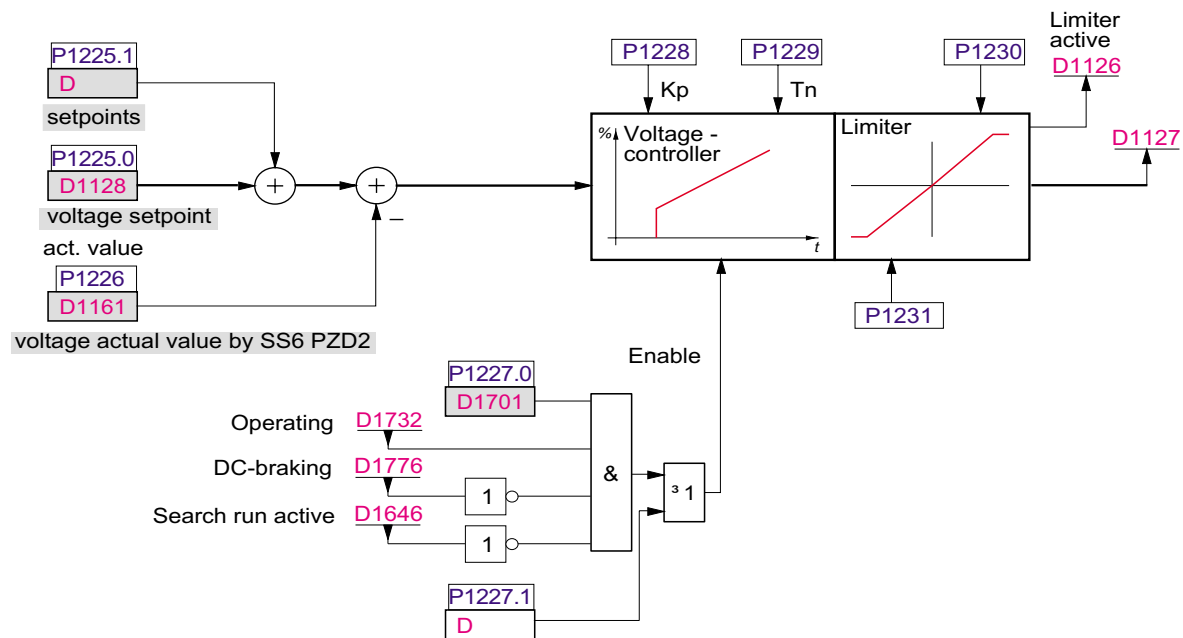 P1225.1
D
setpoints
P1225.0
D1128
voltage setpoint
act. value
P1226
D1161
voltage actual value by SS6 PZD2
+
+
–
P1228
Kp
P1229
Tn
P1230
Limiter
active
D1126
D1127
%
Voltage -
controller
t
Limiter
P1231
Enable
P1227.0
D1701
Operating
D1732
DC-braking
D1776
1
Search run active
D1646
1
&
³ 1
P1227.1
D